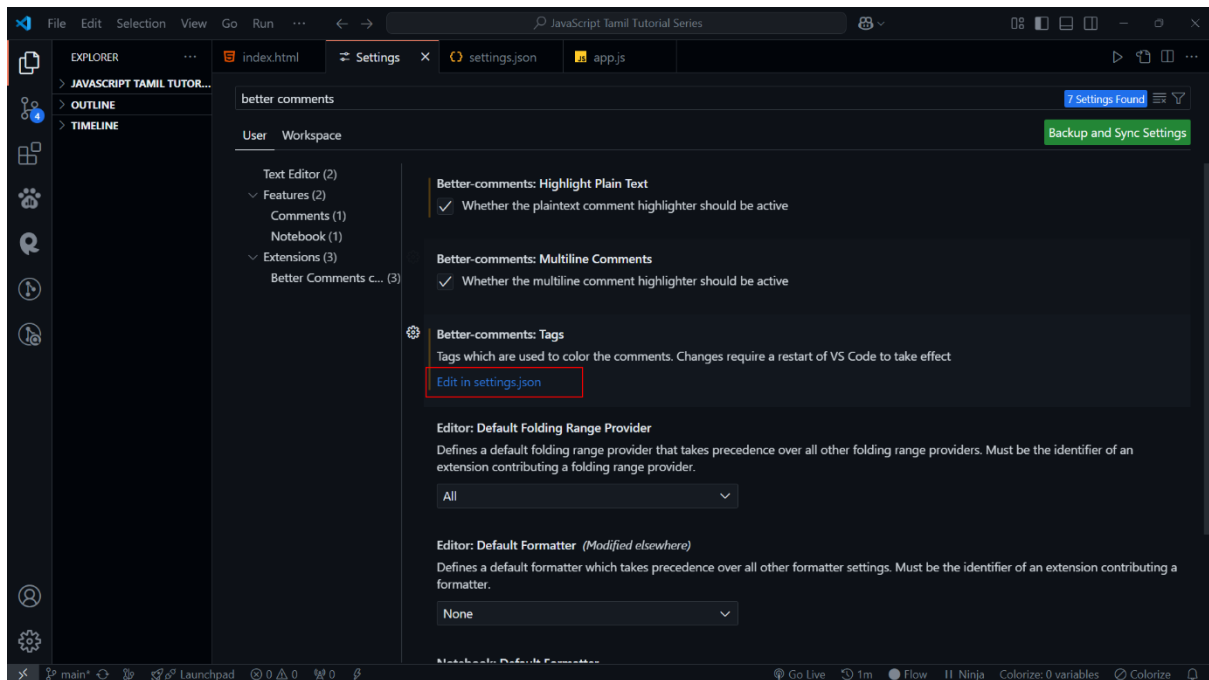 File Edit Selection View Go Run ··· JavaScript Tamil Tutorial Series
EXPLORER ···
index.html Settings settings.json app.js
JAVASCRIPT TAMIL TUTOR...
OUTLINE
TIMELINE
4
better comments
7 Settings Found
User Workspace
Backup and Sync Settings
Text Editor (2)
Features (2)
Comments (1)
Notebook (1)
Extensions (3)
Better Comments c... (3)
Better-comments: Highlight Plain Text
Whether the plaintext comment highlighter should be active
Better-comments: Multiline Comments
Whether the multiline comment highlighter should be active
Better-comments: Tags
Tags which are used to color the comments. Changes require a restart of VS Code to take effect
Edit in settings.json
Editor: Default Folding Range Provider
Defines a default folding range provider that takes precedence over all other folding range providers. Must be the identifier of an
extension contributing a folding range provider.
All
Editor: Default Formatter (Modified elsewhere)
Defines a default formatter which takes precedence over all other formatter settings. Must be the identifier of an extension contributing a
formatter.
None
Notebook: Default Formatter
main* Launchpad 0 0 0 Go Live 1m Flow Ninja Colorize: 0 variables Colorize